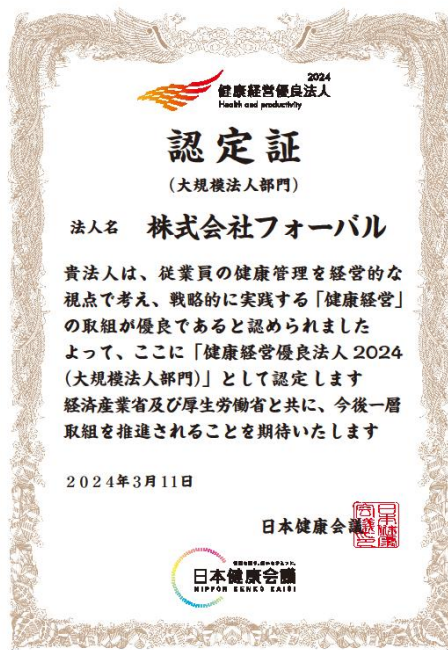 2024
健康経営優良法人
Health and productivity
認定証
(大規模法人部門)
法人名 株式会社フォーバル
貴法人は、従業員の健康管理を経営的な
視点で考え、戦略的に実践する「健康経営」
の取組が優良であると認められました
よって、ここに「健康経営優良法人2024
(大規模法人部門)」として認定します
経済産業省及び厚生労働省と共に、今後一層
取組を推進されることを期待いたします
2024年3月11日
日本健康会議
日本健康会議
NIPPON KENKO KAIGI